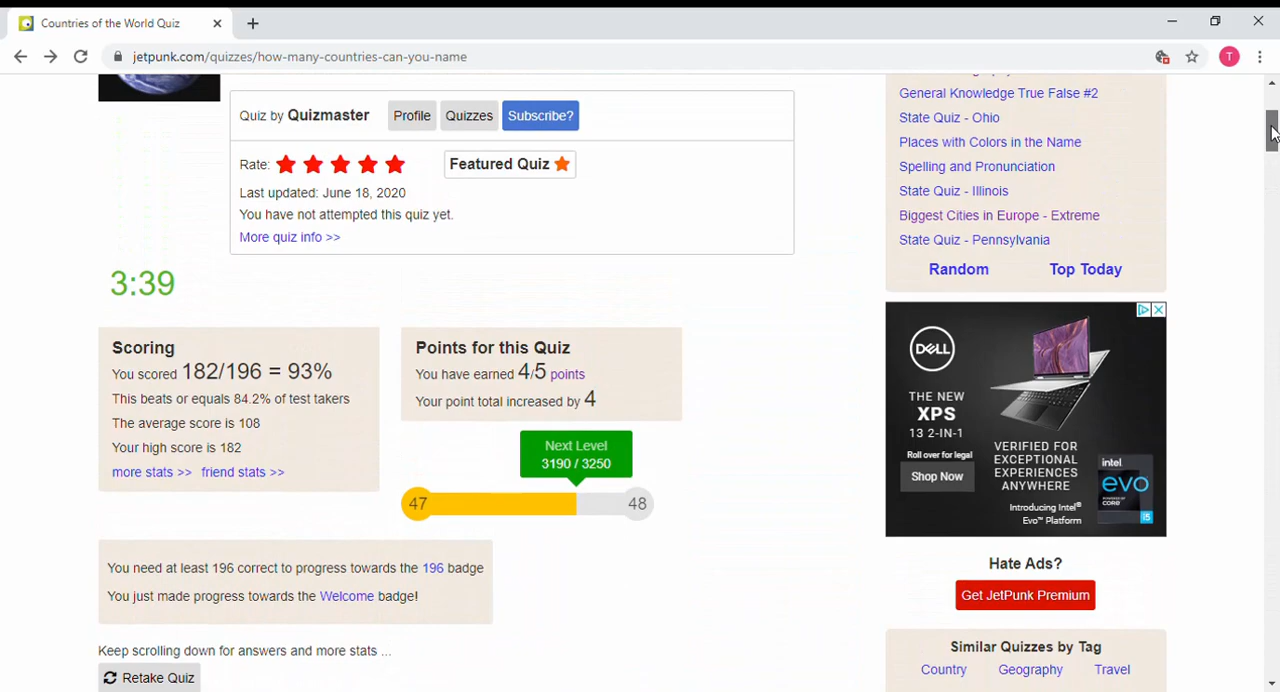 Countries of the World Quiz
jetpunk.com/quizzes/how-many-countries-can-you-name
T
Quiz by Quizmaster Profile Quizzes Subscribe?
Rate: Featured Quiz
Last updated: June 18, 2020
You have not attempted this quiz yet.
More quiz info >>
3:39
Scoring
You scored 182/196 = 93%
This beats or equals 84.2% of test takers
The average score is 108
Your high score is 182
more stats >> friend stats >>
Points for this Quiz
You have earned 4/5 points
Your point total increased by 4
Next Level
3190 / 3250
47 48
You need at least 196 correct to progress towards the 196 badge
You just made progress towards the Welcome badge!
Keep scrolling down for answers and more stats ...
Retake Quiz
General Knowledge True False #2
State Quiz - Ohio
Places with Colors in the Name
Spelling and Pronunciation
State Quiz - Illinois
Biggest Cities in Europe - Extreme
State Quiz - Pennsylvania
Random Top Today
DELL
THE NEW
XPS
13 2-IN-1
Roll over for legal
Shop Now
VERIFIED FOR
EXCEPTIONAL
EXPERIENCES
ANYWHERE
Introducing Intel®
Evo™ Platform
intel
evo
CORE
i5
Hate Ads?
Get JetPunk Premium
Similar Quizzes by Tag
Country Geography Travel